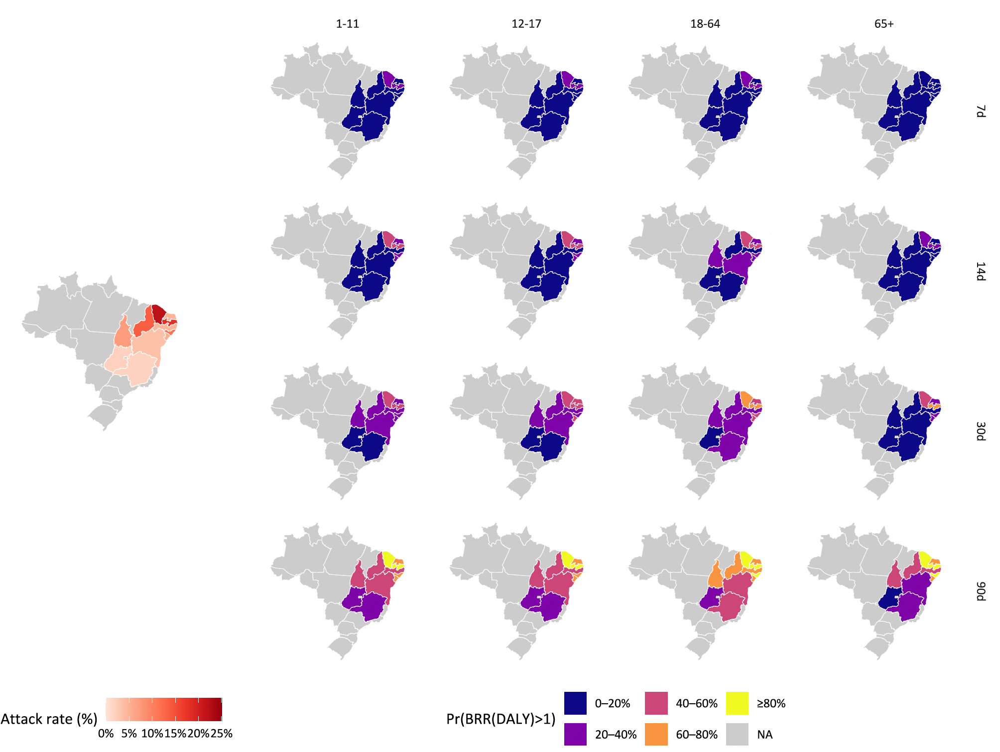 1-11 12-17 18-64 65+
7d
14d
30d
90d
Attack rate (%)
0% 5% 10% 15% 20% 25%
Pr(BRR(DALY)>1)
0–20% 40–60% ≥80%
20–40% 60–80% NA